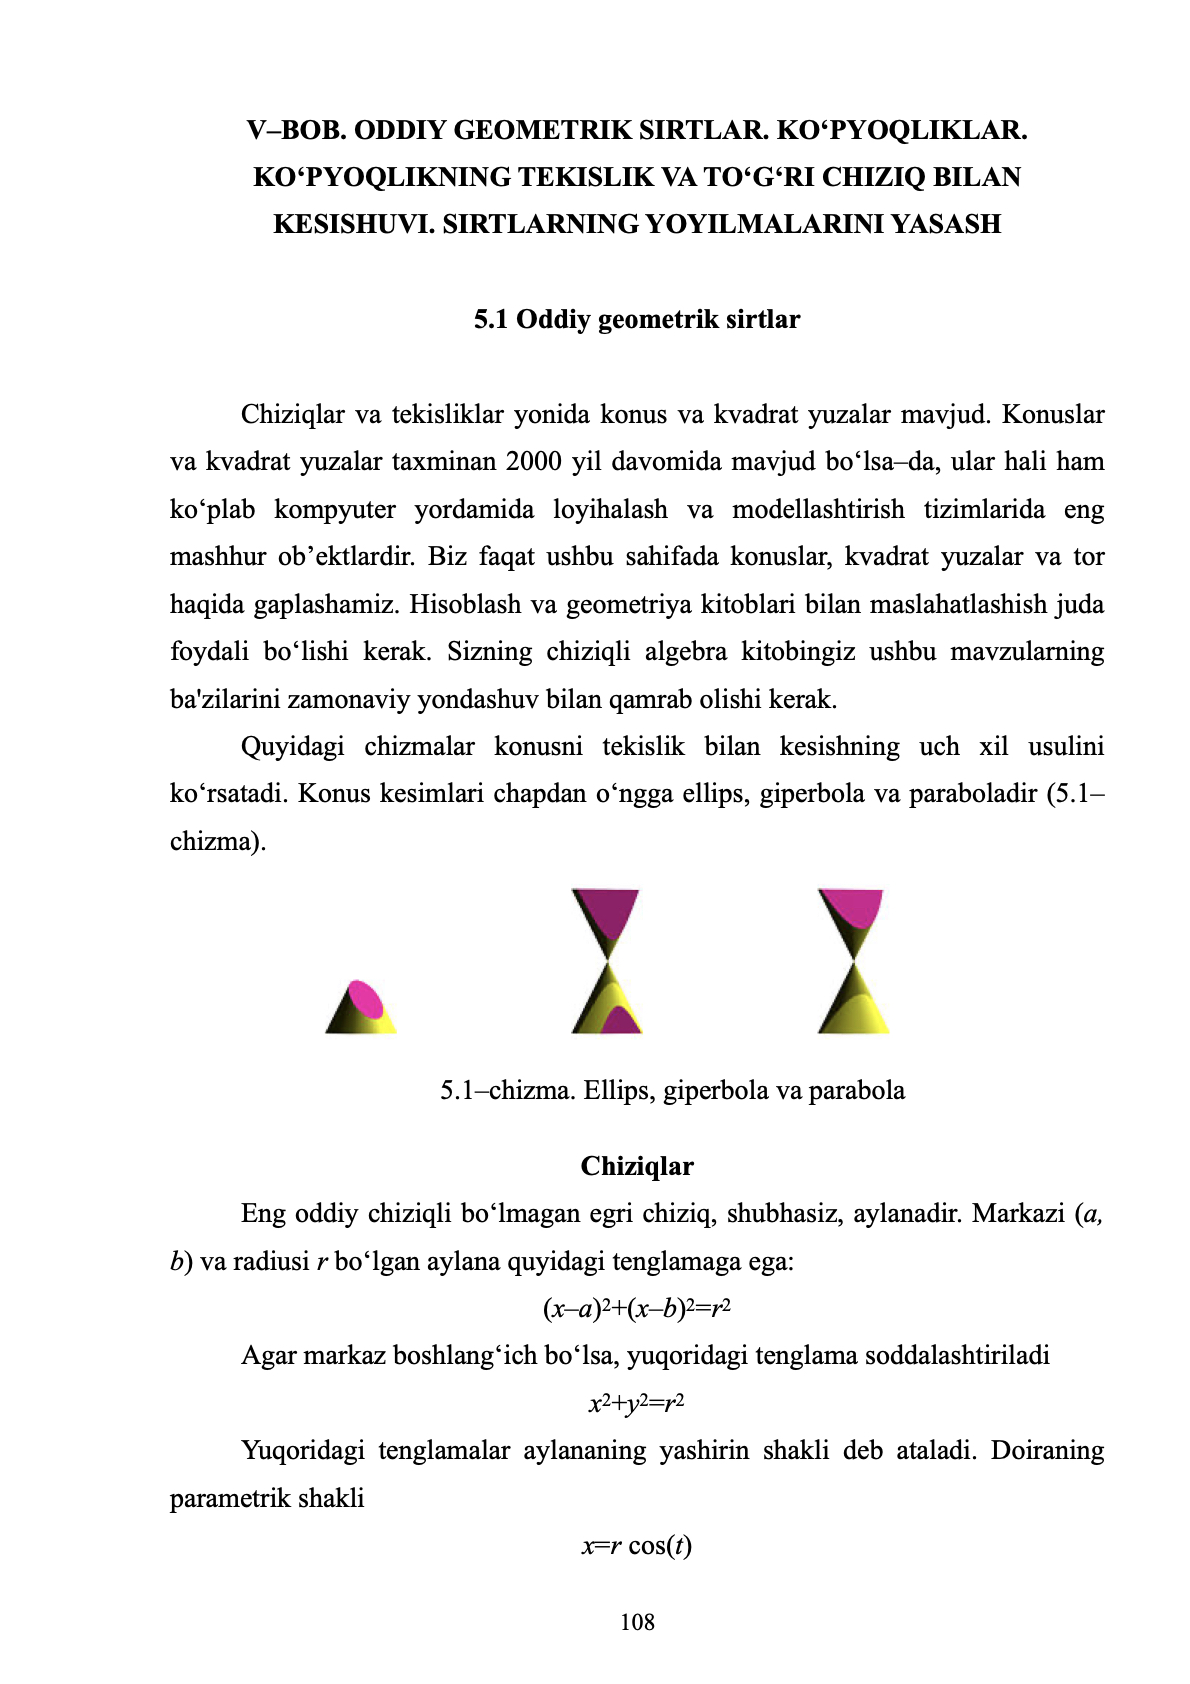 V–BOB. ODDIY GEOMETRIK SIRTLAR. KO‘PYOQLIKLAR.
KO‘PYOQLIKNING TEKISLIK VA TO‘G‘RI CHIZIQ BILAN
KESISHUVI. SIRTLARNING YOYILMALARINI YASASH
5.1 Oddiy geometrik sirtlar
Chiziqlar va tekisliklar yonida konus va kvadrat yuzalar mavjud. Konuslar
va kvadrat yuzalar taxminan 2000 yil davomida mavjud bo‘lsa–da, ular hali ham
ko‘plab kompyuter yordamida loyihalash va modellashtirish tizimlarida eng
mashhur ob’ektlardir. Biz faqat ushbu sahifada konuslar, kvadrat yuzalar va tor
haqida gaplashamiz. Hisoblash va geometriya kitoblari bilan maslahatlashish juda
foydali bo‘lishi kerak. Sizning chiziqli algebra kitobingiz ushbu mavzularning
ba'zilarini zamonaviy yondashuv bilan qamrab olishi kerak.
Quyidagi chizmalar konusni tekislik bilan kesishning uch xil usulini
ko‘rsatadi. Konus kesimlari chapdan o‘ngga ellips, giperbola va paraboladir (5.1–
chizma).
5.1–chizma. Ellips, giperbola va parabola
Chiziqlar
Eng oddiy chiziqli bo‘lmagan egri chiziq, shubhasiz, aylanadir. Markazi (a,
b) va radiusi r bo‘lgan aylana quyidagi tenglamaga ega:
(x–a)²+(x–b)²=r²
Agar markaz boshlang‘ich bo‘lsa, yuqoridagi tenglama soddalashtiriladi
x²+y²=r²
Yuqoridagi tenglamalar aylananing yashirin shakli deb ataladi. Doiraning
parametrik shakli
x=r cos(t)
108